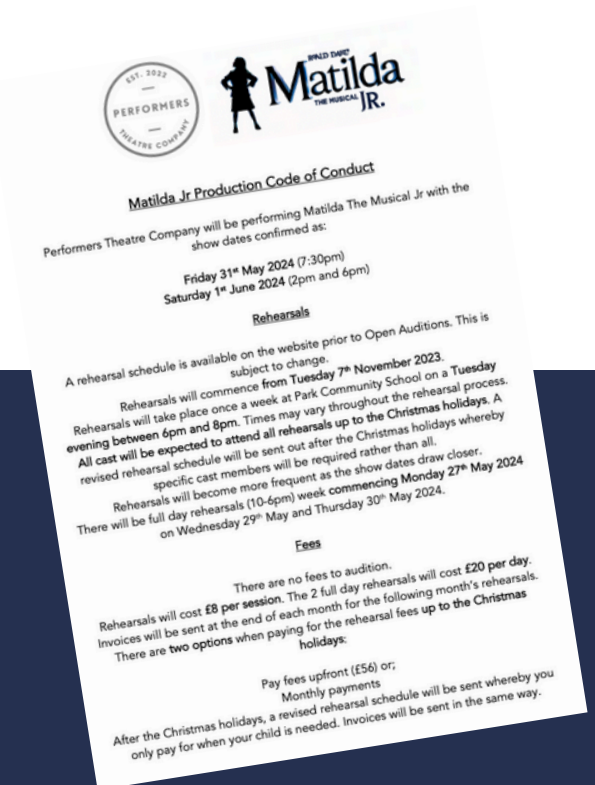 EST. 2022
PERFORMERS
THEATRE COMPANY
ROALD DAHL'S
Matilda
THE MUSICAL JR.
Matilda Jr Production Code of Conduct
Performers Theatre Company will be performing Matilda The Musical Jr with the
show dates confirmed as:
Friday 31st May 2024 (7:30pm)
Saturday 1st June 2024 (2pm and 6pm)
Rehearsals
A rehearsal schedule is available on the website prior to Open Auditions. This is
subject to change.
Rehearsals will commence from Tuesday 7th November 2023.
Rehearsals will take place once a week at Park Community School on a Tuesday
evening between 6pm and 8pm. Times may vary throughout the rehearsal process.
All cast will be expected to attend all rehearsals up to the Christmas holidays. A
revised rehearsal schedule will be sent out after the Christmas holidays whereby
specific cast members will be required rather than all.
Rehearsals will become more frequent as the show dates draw closer.
There will be full day rehearsals (10-6pm) week commencing Monday 27th May 2024
on Wednesday 29th May and Thursday 30th May 2024.
Fees
There are no fees to audition.
Rehearsals will cost £8 per session. The 2 full day rehearsals will cost £20 per day.
Invoices will be sent at the end of each month for the following month's rehearsals.
There are two options when paying for the rehearsal fees up to the Christmas
holidays:
Pay fees upfront (£56) or;
Monthly payments
After the Christmas holidays, a revised rehearsal schedule will be sent whereby you
only pay for when your child is needed. Invoices will be sent in the same way.